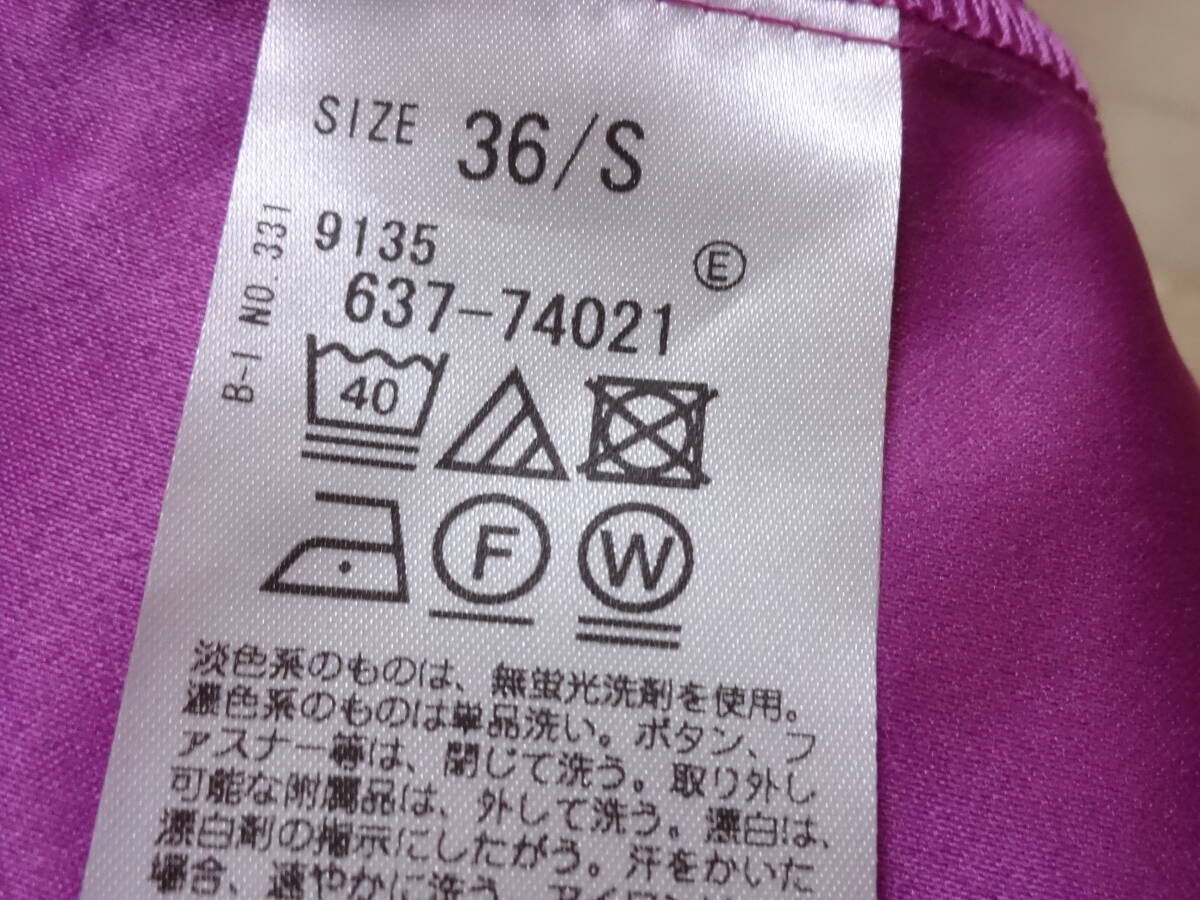 SIZE 36/S
B-I NO.331
9135
E
637-74021
40
F
W
淡色系のものは、無蛍光洗剤を使用。
濃色系のものは単品洗い。ボタン、フ
ァスナー等は、閉じて洗う。取り外し
可能な附属品は、外して洗う。漂白は、
漂白剤の指示にしたがう。汗をかいた
場合、速やかに洗う。アイロン